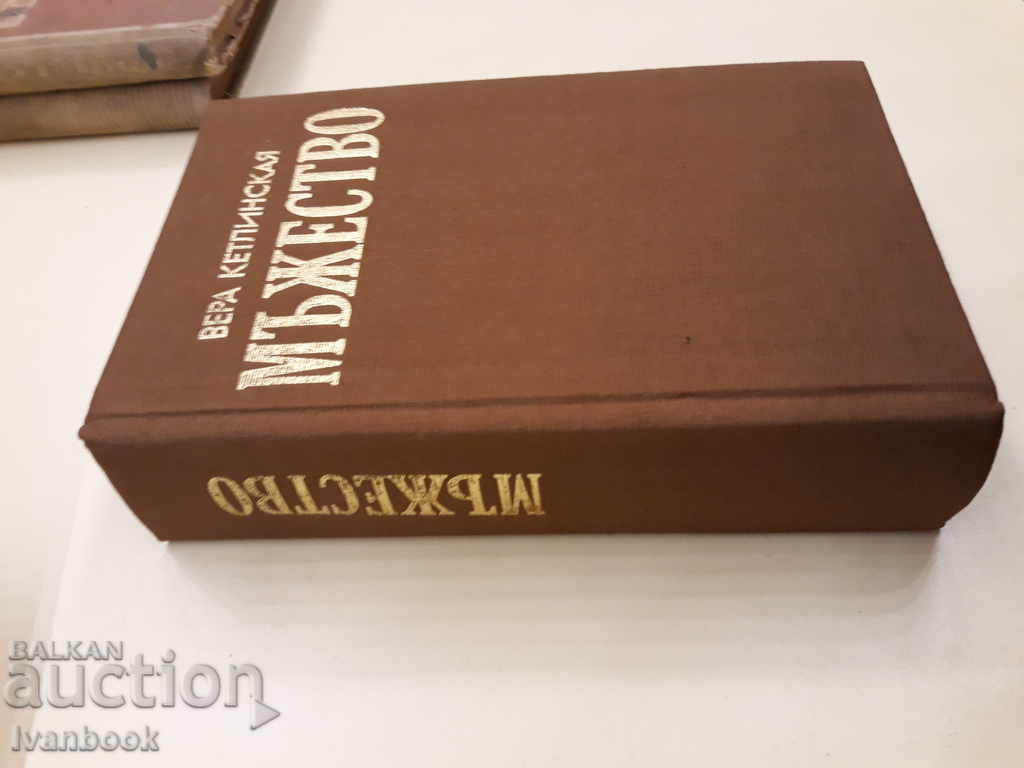 ВЕРА КЕТЛИНСКАЯ
МЪЖЕСТВО
МЪЖЕСТВО
BALKAN
auction
Ivanbook